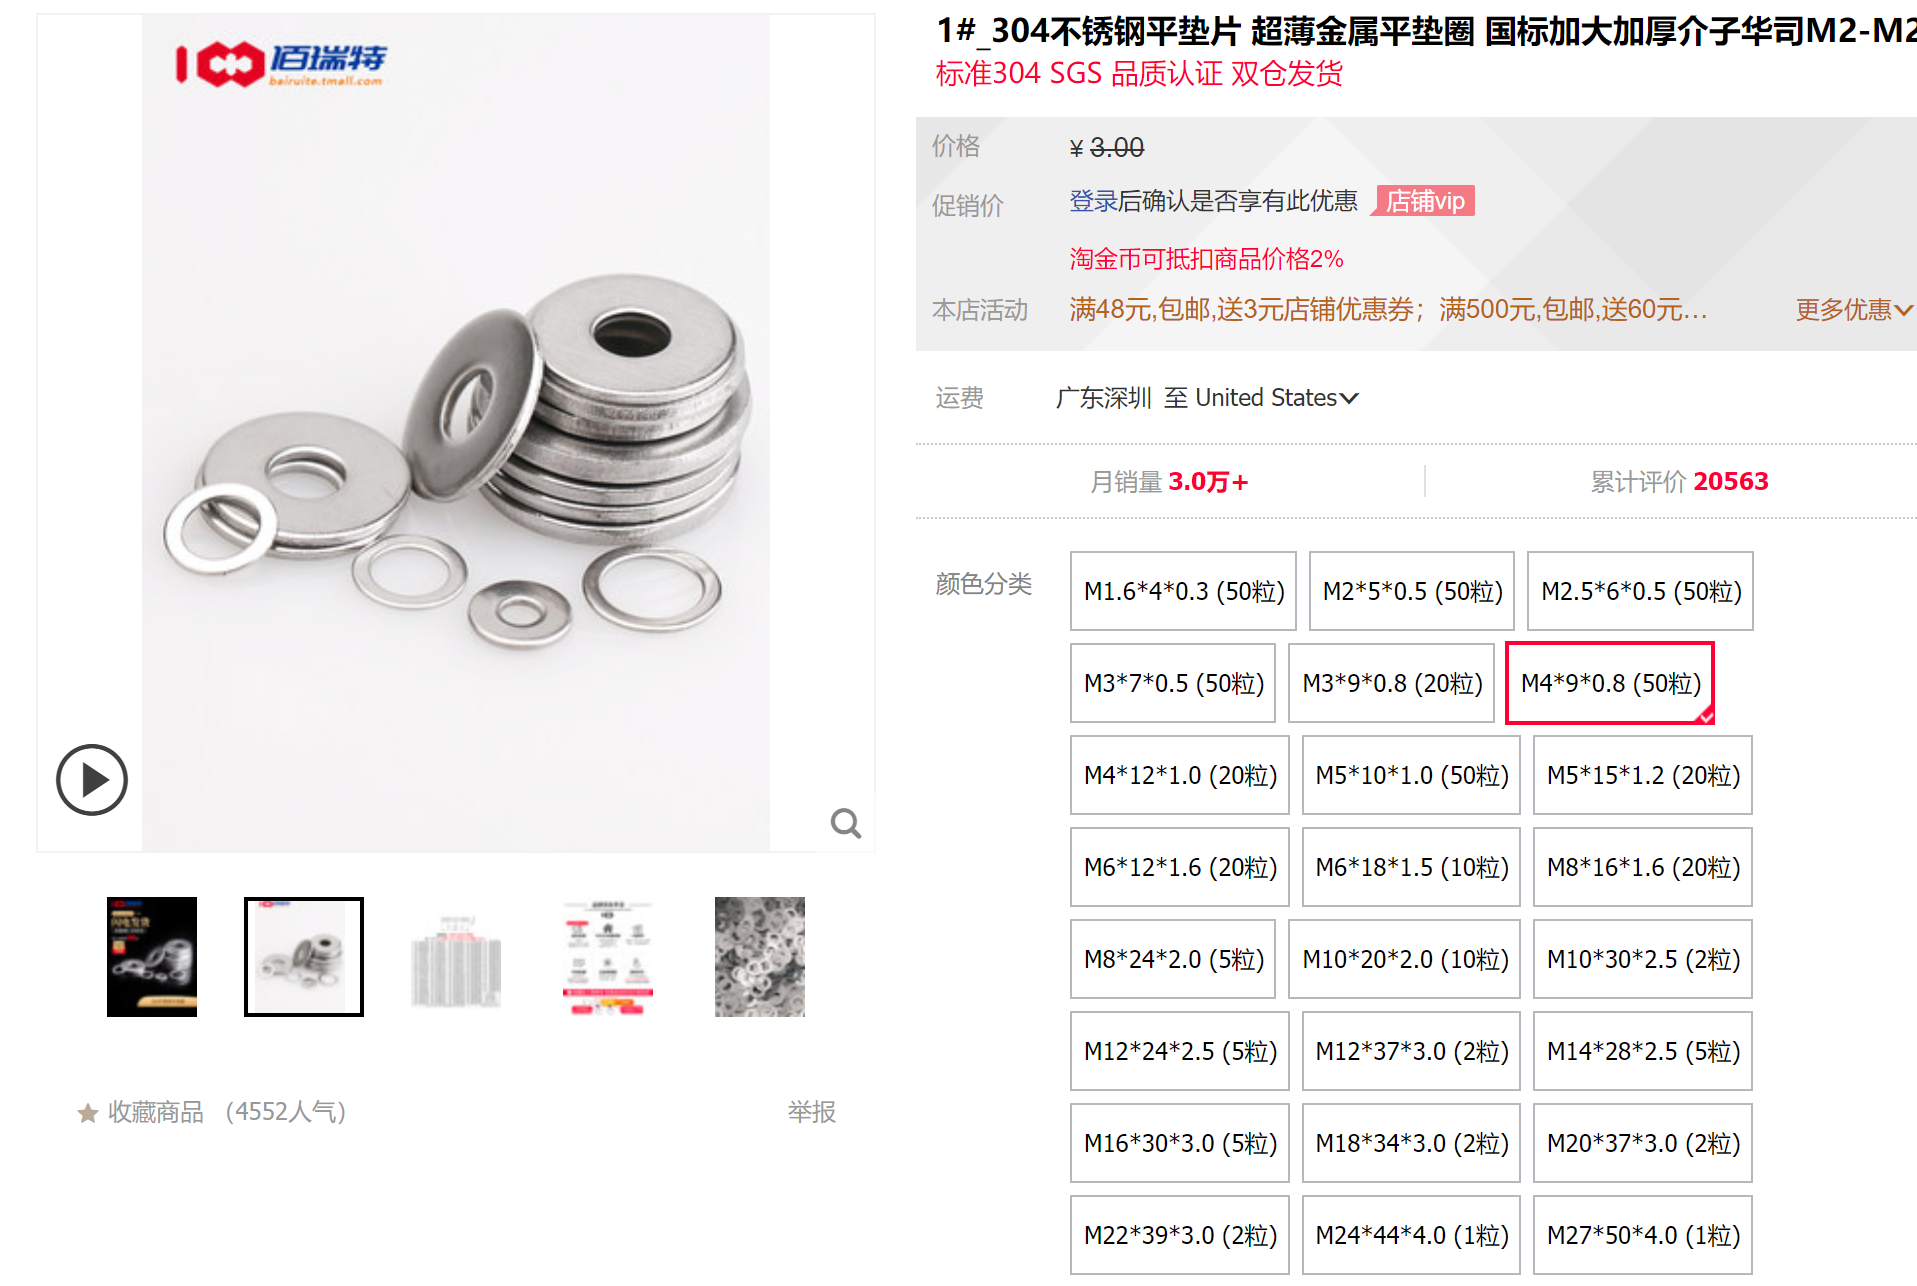 佰瑞特
bairuite.tmall.com
收藏商品 （4552人气）
举报
1#_304不锈钢平垫片 超薄金属平垫圈 国标加大加厚介子华司M2-M2
标准304 SGS 品质认证 双仓发货
价格 ¥ 3.00
促销价 登录后确认是否享有此优惠 店铺vip
淘金币可抵扣商品价格2%
本店活动 满48元,包邮,送3元店铺优惠券；满500元,包邮,送60元… 更多优惠
运费 广东深圳 至 United States
月销量 3.0万+ 累计评价 20563
颜色分类 M1.6*4*0.3 (50粒) M2*5*0.5 (50粒) M2.5*6*0.5 (50粒)
M3*7*0.5 (50粒) M3*9*0.8 (20粒) M4*9*0.8 (50粒)
M4*12*1.0 (20粒) M5*10*1.0 (50粒) M5*15*1.2 (20粒)
M6*12*1.6 (20粒) M6*18*1.5 (10粒) M8*16*1.6 (20粒)
M8*24*2.0 (5粒) M10*20*2.0 (10粒) M10*30*2.5 (2粒)
M12*24*2.5 (5粒) M12*37*3.0 (2粒) M14*28*2.5 (5粒)
M16*30*3.0 (5粒) M18*34*3.0 (2粒) M20*37*3.0 (2粒)
M22*39*3.0 (2粒) M24*44*4.0 (1粒) M27*50*4.0 (1粒)